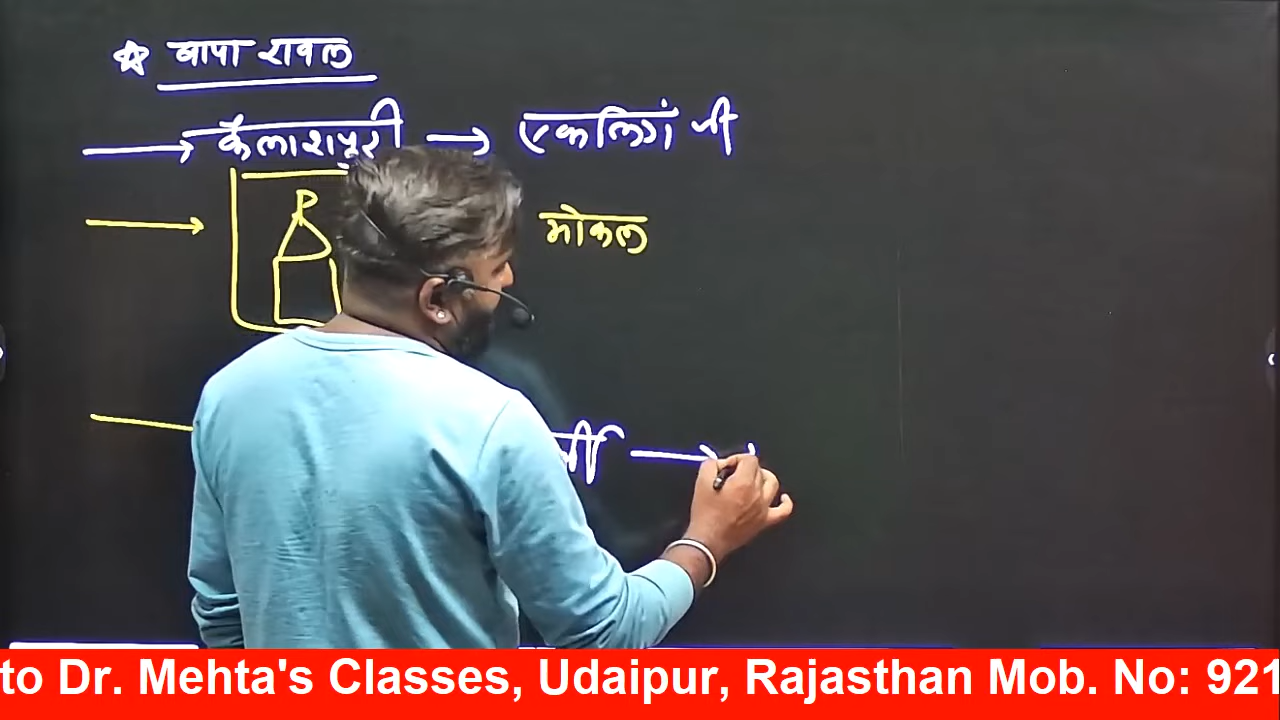 ☆ बापा रावल
→ कैलाशपुरी → एकलिंग जी
→ मोकल
→ र्जी →
to Dr. Mehta's Classes, Udaipur, Rajasthan Mob. No: 921